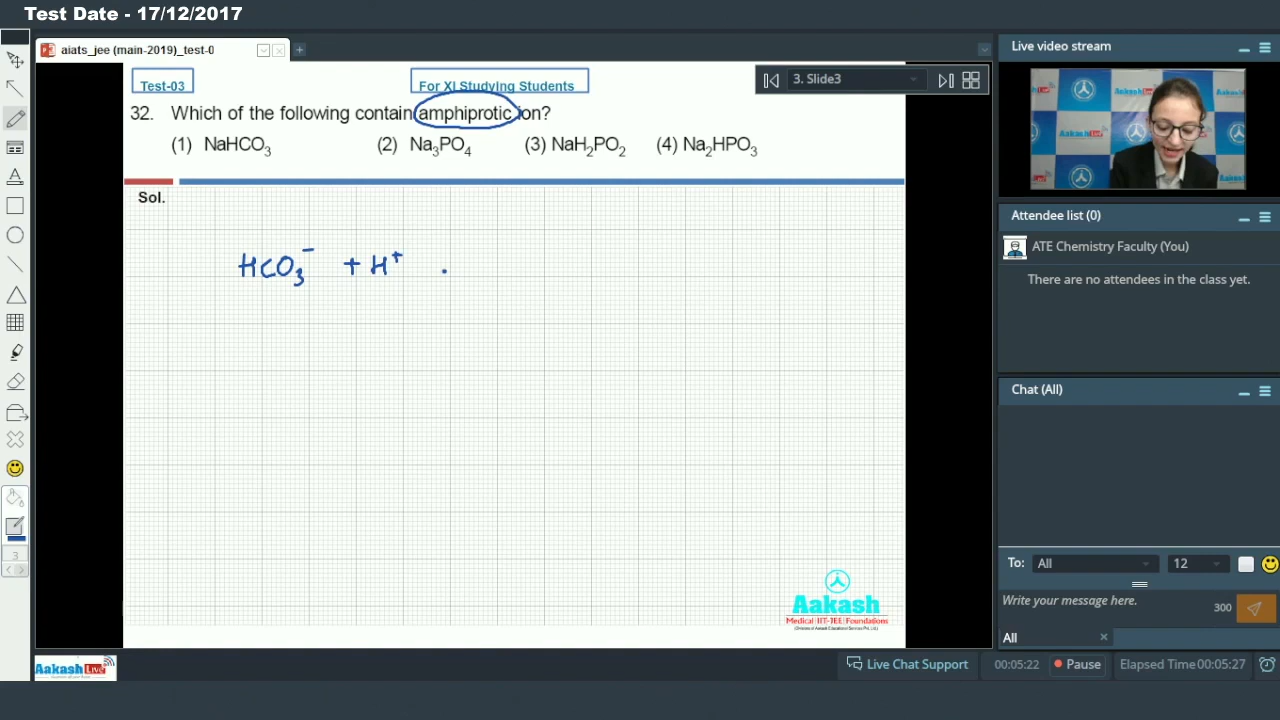 Test Date - 17/12/2017
aiats_jee (main-2019)_test-0
Live video stream
Test-03
For XI Studying Students
3. Slide3
32. Which of the following contain amphiprotic ion?
(1) NaHCO₃ (2) Na₃PO₄ (3) NaH₂PO₂ (4) Na₂HPO₃
Sol.
HCO₃⁻ + H⁺
Attendee list (0)
ATE Chemistry Faculty (You)
There are no attendees in the class yet.
Chat (All)
3
To: All 12
Write your message here.
300
All
Aakash
Medical | IIT-JEE | Foundations
Aakash Live
Live Chat Support
00:05:22
Pause
Elapsed Time 00:05:27